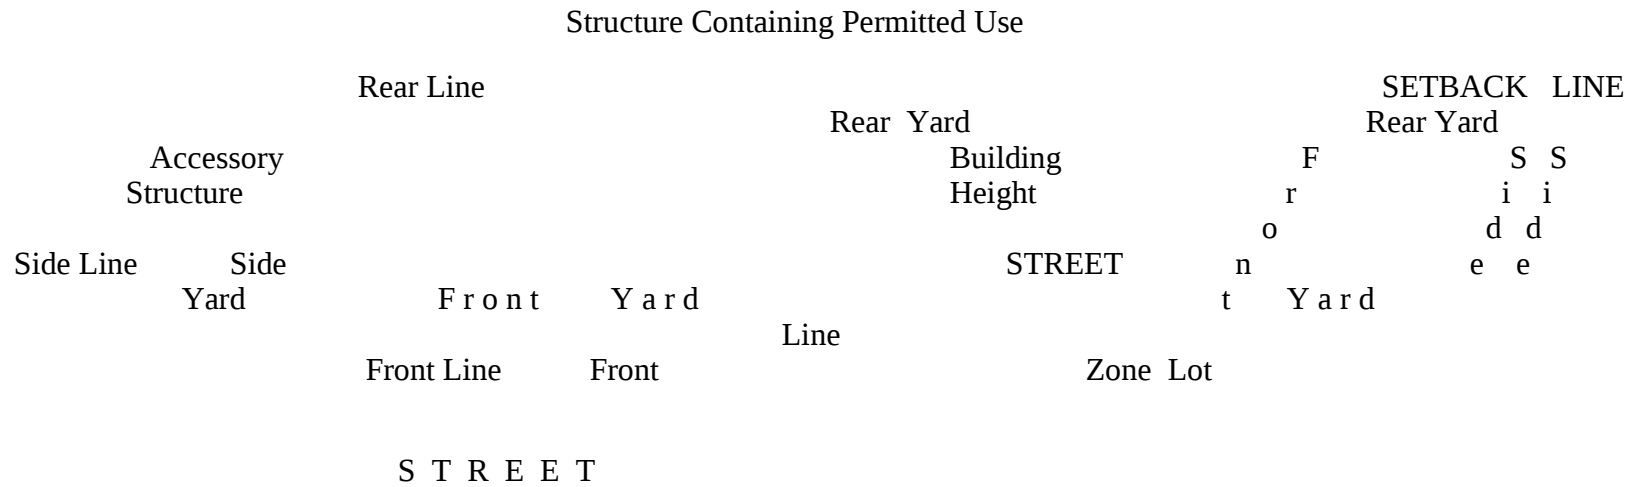 Structure Containing Permitted Use
Rear Line SETBACK LINE
Rear Yard Rear Yard
Accessory Building F S S
Structure Height r i i
o d d
Side Line Side STREET n e e
Yard F r o n t Y a r d t Y a r d
Line
Front Line Front Zone Lot
S T R E E T